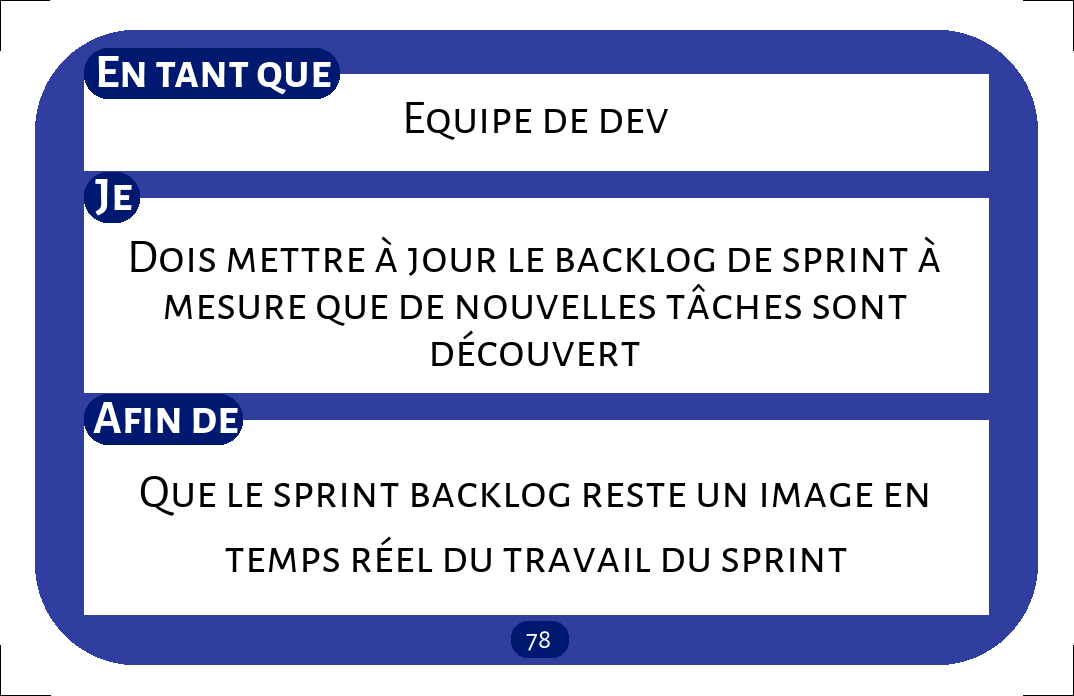 En tant que
Equipe de dev
Je
Dois mettre à jour le backlog de sprint à
mesure que de nouvelles tâches sont
découvert
Afin de
Que le sprint backlog reste un image en
temps réel du travail du sprint
78